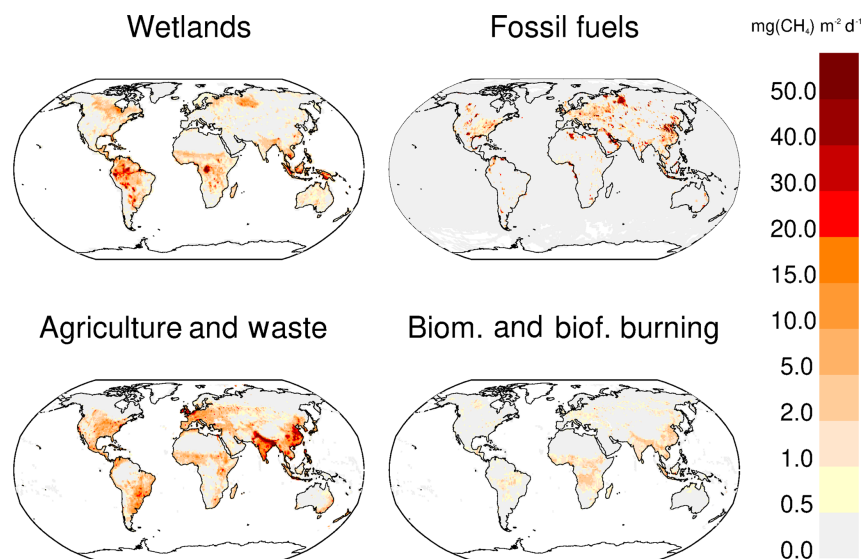 Wetlands
Fossil fuels
mg(CH₄) m⁻² d⁻¹
50.0
40.0
30.0
20.0
15.0
10.0
5.0
2.0
1.0
0.5
0.0
Agriculture and waste
Biom. and biof. burning